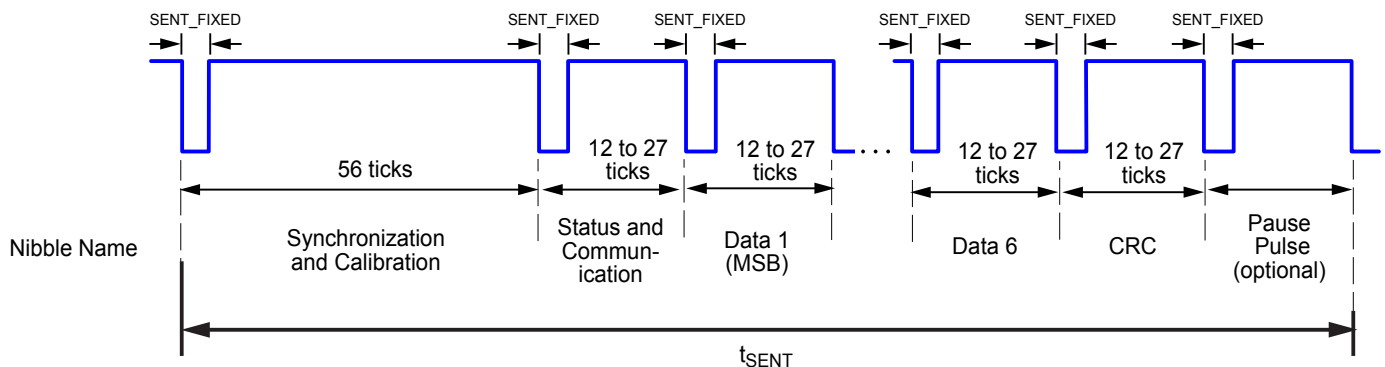 SENT_FIXED SENT_FIXED SENT_FIXED SENT_FIXED SENT_FIXED SENT_FIXED
56 ticks
12 to 27
ticks
12 to 27
ticks
. . .
12 to 27
ticks
12 to 27
ticks
Nibble Name
Synchronization
and Calibration
Status and
Commun-
ication
Data 1
(MSB)
Data 6
CRC
Pause
Pulse
(optional)
tSENT